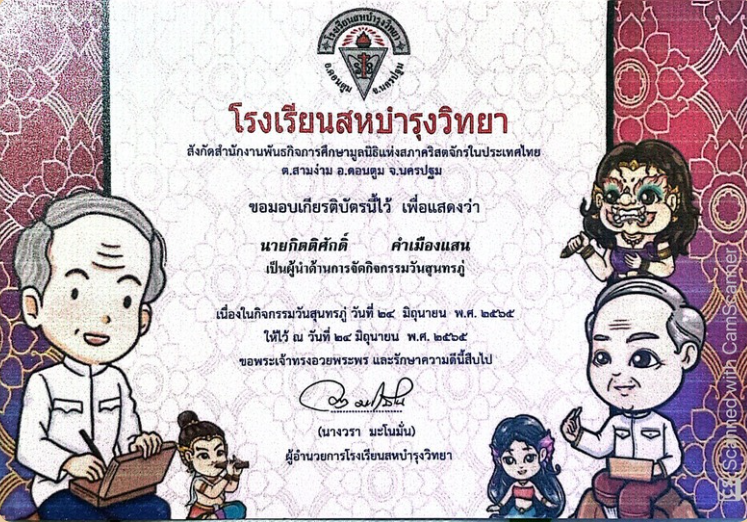 โรงเรียนสหบำรุงวิทยา
อ.ดอนตูม จ.นครปฐม
โรงเรียนสหบำรุงวิทยา
สังกัดสำนักงานพันธกิจการศึกษามูลนิธิแห่งสภาคริสตจักรในประเทศไทย
ต.สามง่าม อ.ดอนตูม จ.นครปฐม
ขอมอบเกียรติบัตรนี้ไว้ เพื่อแสดงว่า
นายกิตติศักดิ์ คำเมืองแสน
เป็นผู้นำด้านการจัดกิจกรรมวันสุนทรภู่
เนื่องในกิจกรรมวันสุนทรภู่ วันที่ ๒๔ มิถุนายน พ.ศ. ๒๕๖๕
ให้ไว้ ณ วันที่ ๒๔ มิถุนายน พ.ศ. ๒๕๖๕
ขอพระเจ้าทรงอวยพระพร และรักษาความดีนี้สืบไป
(นางวรา มะโนมั่น)
ผู้อำนวยการโรงเรียนสหบำรุงวิทยา
CS Scanned with CamScanner